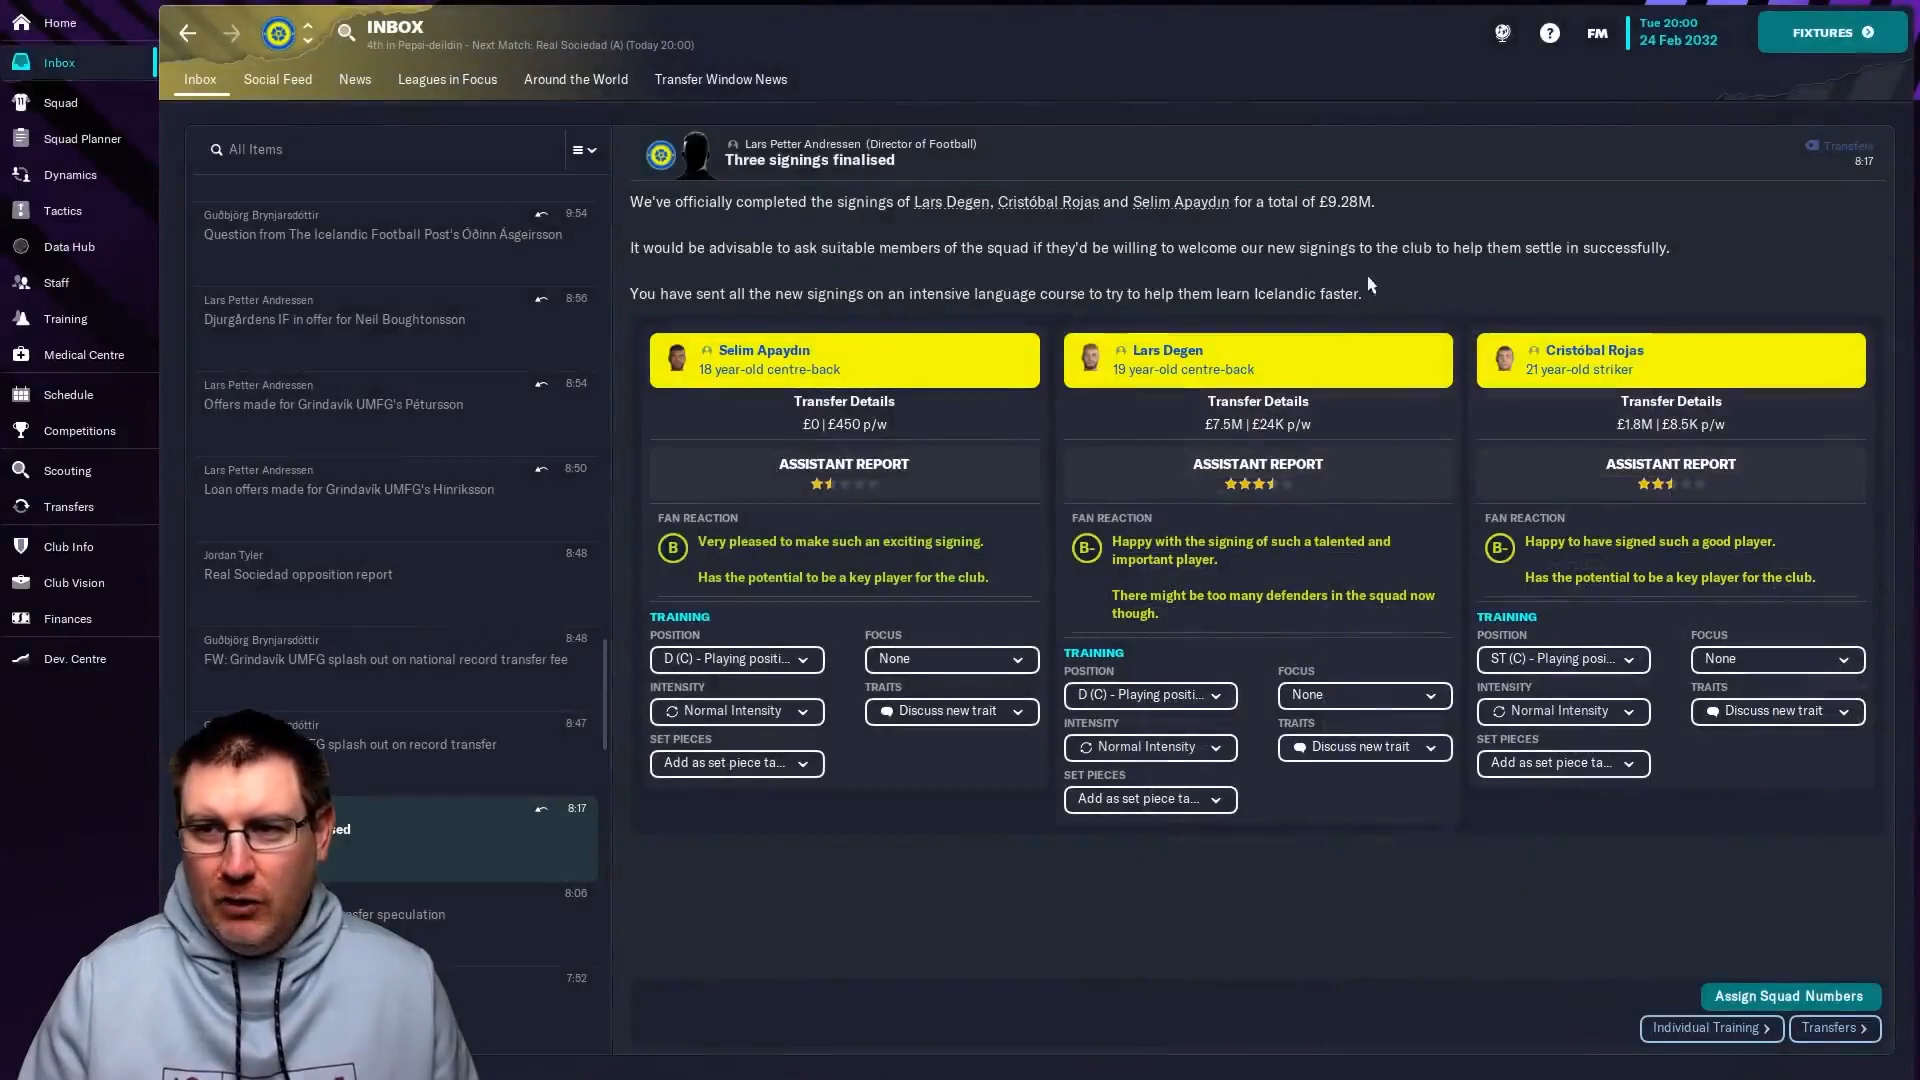 Home
Inbox
Squad
Squad Planner
Dynamics
Tactics
Data Hub
Staff
Training
Medical Centre
Schedule
Competitions
Scouting
Transfers
Club Info
Club Vision
Finances
Dev. Centre
INBOX
4th in Pepsi-deildin - Next Match: Real Sociedad (A) (Today 20:00)
FM
Tue 20:00
24 Feb 2032
FIXTURES
Inbox Social Feed News Leagues in Focus Around the World Transfer Window News
All Items
Guðbjörg Brynjarsdóttir 9:54
Question from The Icelandic Football Post's Óðinn Ásgeirsson
Lars Petter Andressen 8:56
Djurgårdens IF in offer for Neil Boughtonsson
Lars Petter Andressen 8:54
Offers made for Grindavík UMFG's Pétursson
Lars Petter Andressen 8:50
Loan offers made for Grindavík UMFG's Hinriksson
Jordan Tyler 8:48
Real Sociedad opposition report
Guðbjörg Brynjarsdóttir 8:48
FW: Grindavík UMFG splash out on national record transfer fee
8:47
splash out on record transfer
8:17
8:06
speculation
7:52
Lars Petter Andressen (Director of Football)
Three signings finalised
Transfers
8:17
We've officially completed the signings of Lars Degen, Cristóbal Rojas and Selim Apaydın for a total of £9.28M.
It would be advisable to ask suitable members of the squad if they'd be willing to welcome our new signings to the club to help them settle in successfully.
You have sent all the new signings on an intensive language course to try to help them learn Icelandic faster.
Selim Apaydın
18 year-old centre-back
Transfer Details
£0 | £450 p/w
ASSISTANT REPORT
FAN REACTION
B
Very pleased to make such an exciting signing.
Has the potential to be a key player for the club.
TRAINING
POSITION FOCUS
D (C) - Playing positi... None
INTENSITY TRAITS
Normal Intensity Discuss new trait
SET PIECES
Add as set piece ta...
Lars Degen
19 year-old centre-back
Transfer Details
£7.5M | £24K p/w
ASSISTANT REPORT
FAN REACTION
B-
Happy with the signing of such a talented and
important player.
There might be too many defenders in the squad now
though.
TRAINING
POSITION FOCUS
D (C) - Playing positi... None
INTENSITY TRAITS
Normal Intensity Discuss new trait
SET PIECES
Add as set piece ta...
Cristóbal Rojas
21 year-old striker
Transfer Details
£1.8M | £8.5K p/w
ASSISTANT REPORT
FAN REACTION
B-
Happy to have signed such a good player.
Has the potential to be a key player for the club.
TRAINING
POSITION FOCUS
ST (C) - Playing posi... None
INTENSITY TRAITS
Normal Intensity Discuss new trait
SET PIECES
Add as set piece ta...
Assign Squad Numbers
Individual Training Transfers